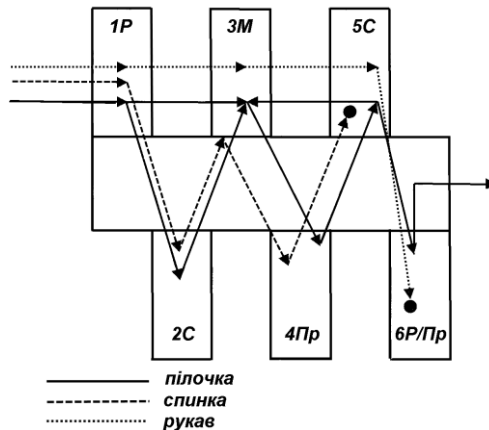 1Р 3М 5С
2С 4Пр 6Р/Пр
пілочка
спинка
рукав